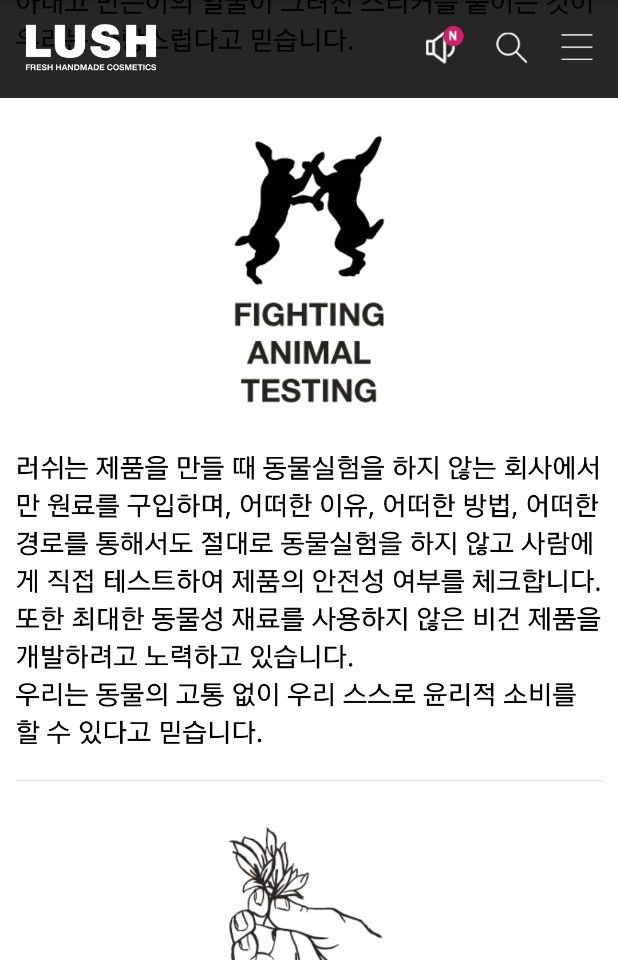 LUSH
FRESH HANDMADE COSMETICS
N
스럽다고 믿습니다.
FIGHTING
ANIMAL
TESTING
러쉬는 제품을 만들 때 동물실험을 하지 않는 회사에서
만 원료를 구입하며, 어떠한 이유, 어떠한 방법, 어떠한
경로를 통해서도 절대로 동물실험을 하지 않고 사람에
게 직접 테스트하여 제품의 안전성 여부를 체크합니다.
또한 최대한 동물성 재료를 사용하지 않은 비건 제품을
개발하려고 노력하고 있습니다.
우리는 동물의 고통 없이 우리 스스로 윤리적 소비를
할 수 있다고 믿습니다.